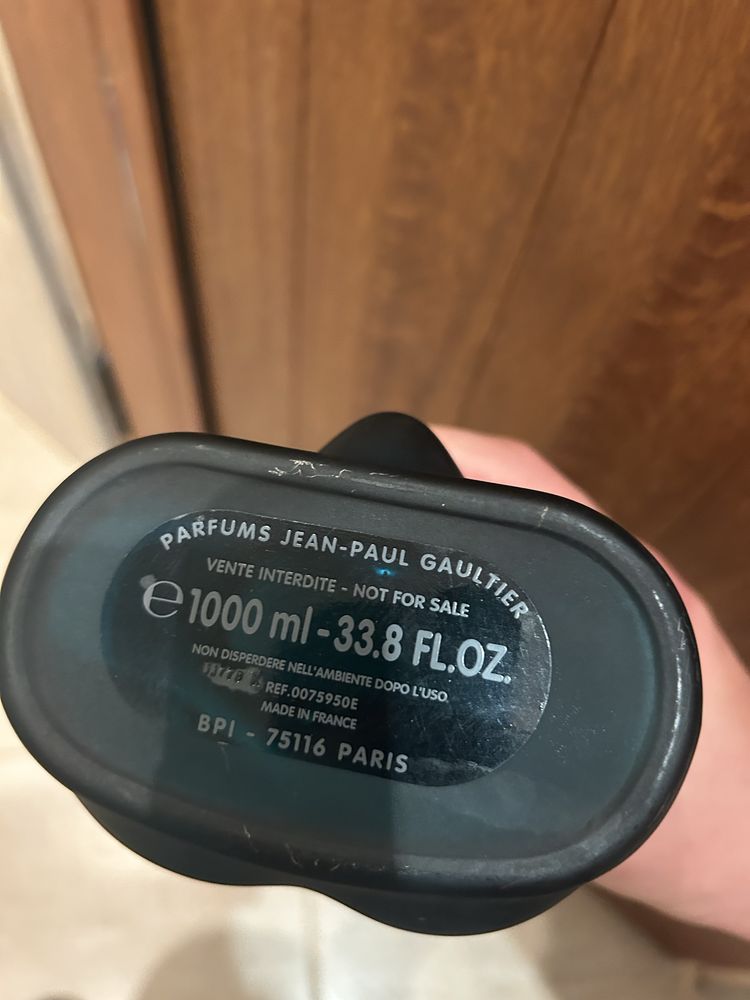 PARFUMS JEAN-PAUL GAULTIER
VENTE INTERDITE - NOT FOR SALE
e 1000 ml - 33.8 FL.OZ.
NON DISPERDERE NELL'AMBIENTE DOPO L'USO
REF.0075950E
MADE IN FRANCE
BPI - 75116 PARIS